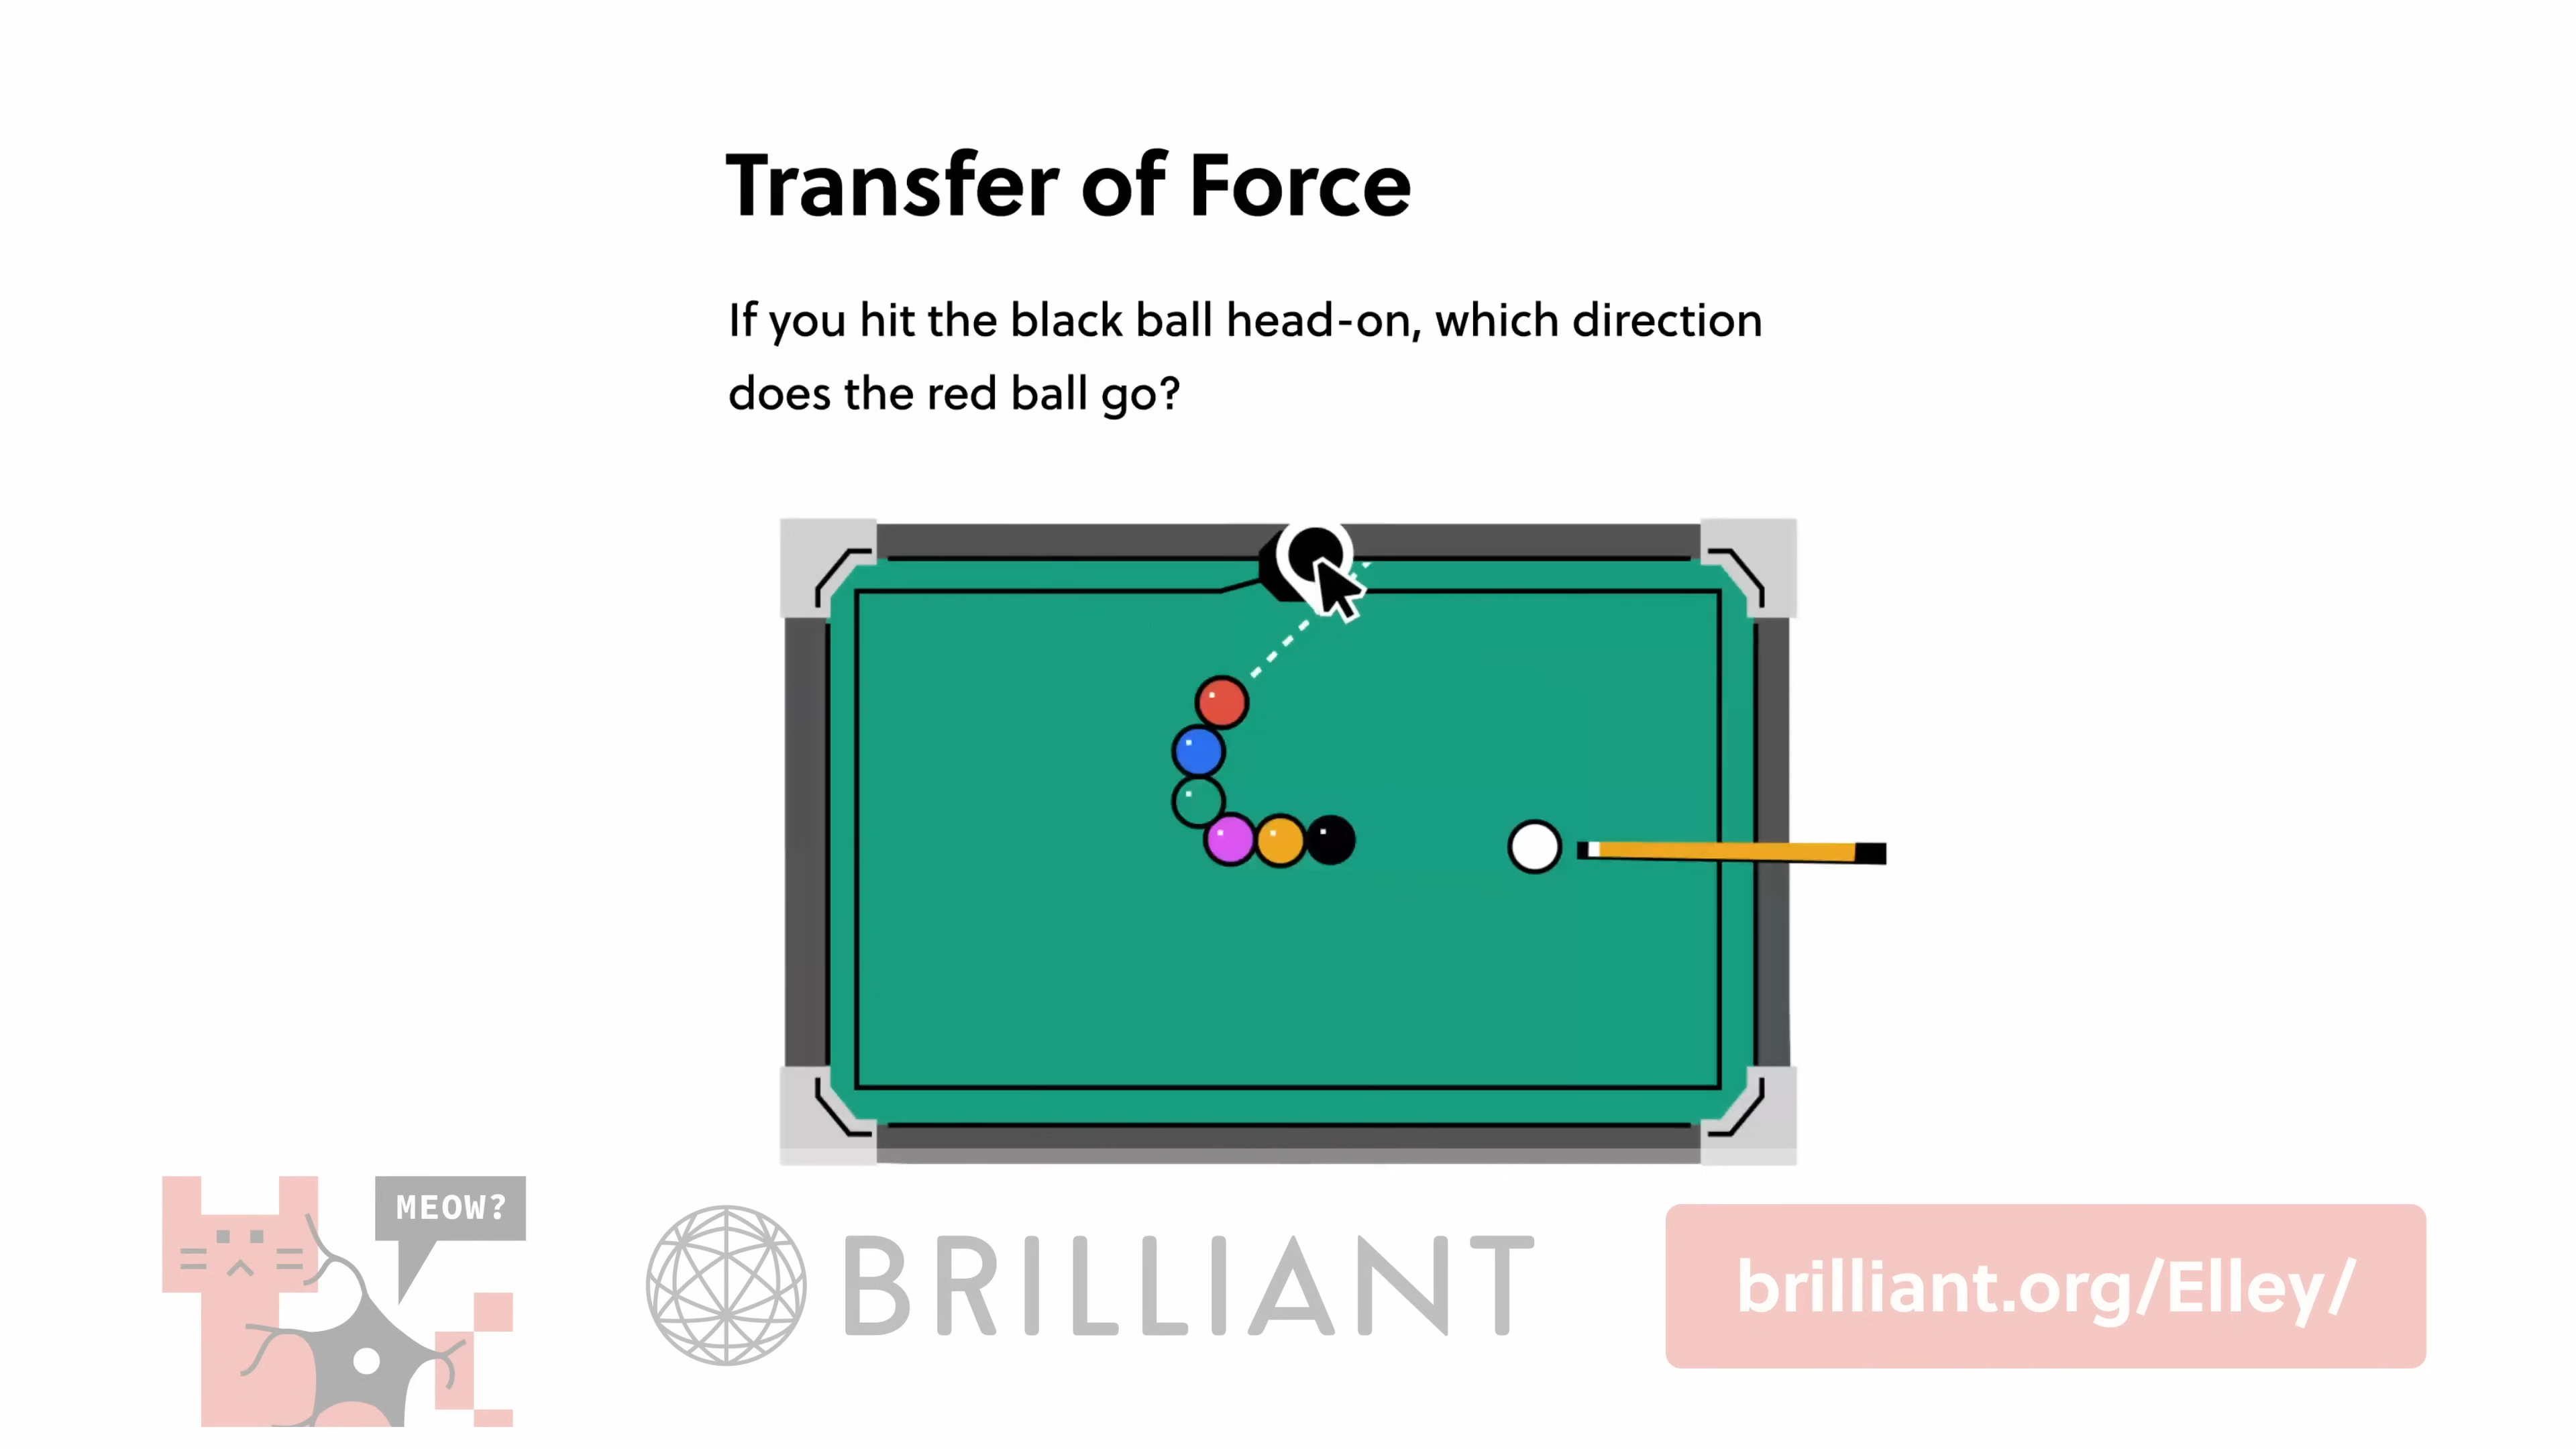 Transfer of Force
If you hit the black ball head-on, which direction
does the red ball go?
MEOW?
BRILLIANT
brilliant.org/Elley/